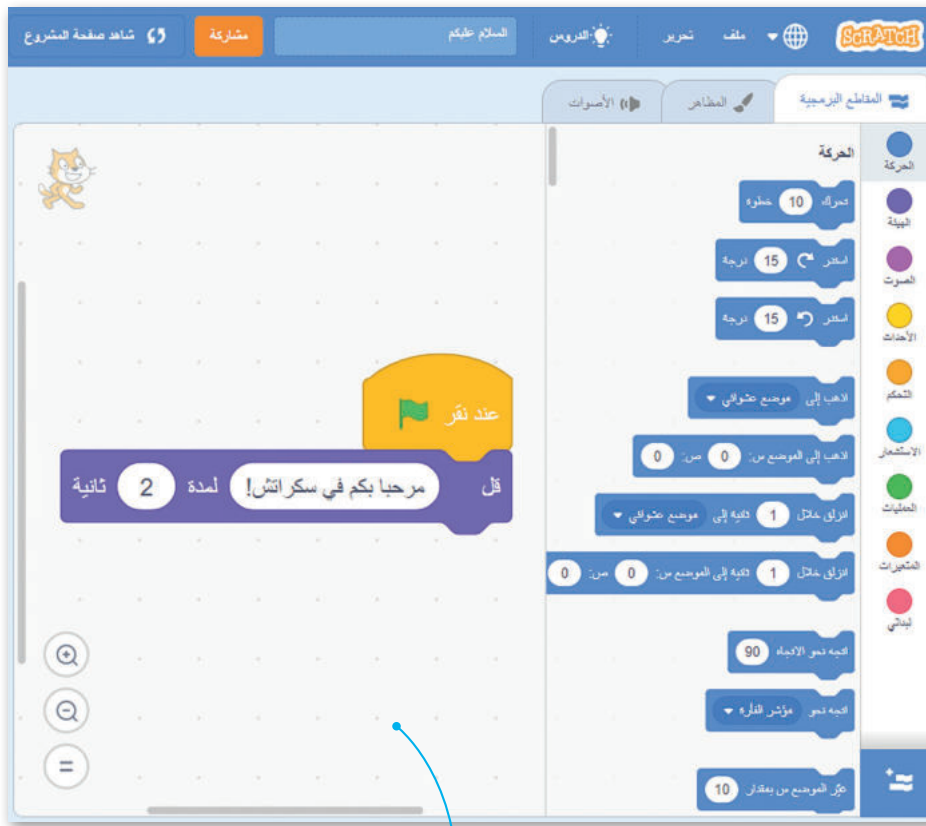 SCRATCH ملف تحرير الدروس السلام عليكم مشاركة شاهد صفحة المشروع
المقاطع البرمجية المظاهر الأصوات
الحركة
الهيئة
الصوت
الأحداث
التحكم
الاستشعار
العمليات
المتغيرات
لبناتي
الحركة
تحرك 10 خطوة
استدر 15 درجة
استدر 15 درجة
اذهب إلى موضع عشوائي
اذهب إلى الموضع س: 0 ص: 0
انزلق خلال 1 ثانية إلى موضع عشوائي
انزلق خلال 1 ثانية إلى الموضع س: 0 ص: 0
اتجه نحو الاتجاه 90
اتجه نحو مؤشر الفأرة
غيّر الموضع س بمقدار 10
عند نقر
قل مرحبا بكم في سكراتش! لمدة 2 ثانية